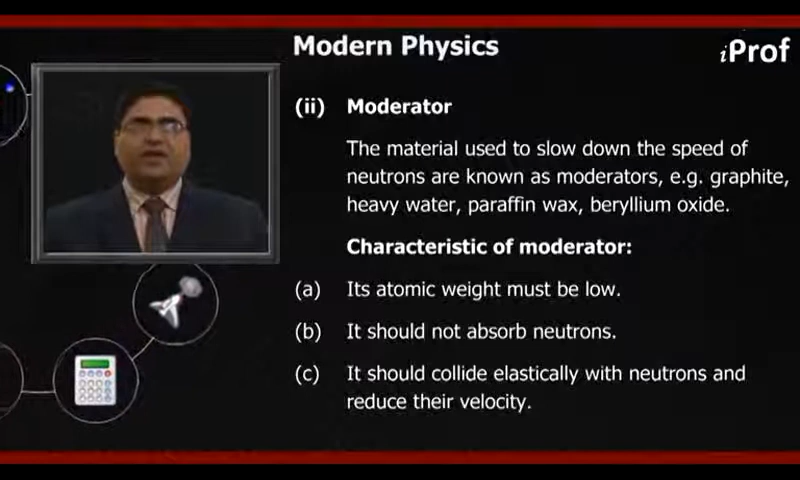 Modern Physics
iProf
(ii) Moderator
The material used to slow down the speed of
neutrons are known as moderators, e.g. graphite,
heavy water, paraffin wax, beryllium oxide.
Characteristic of moderator:
(a) Its atomic weight must be low.
(b) It should not absorb neutrons.
(c) It should collide elastically with neutrons and
reduce their velocity.